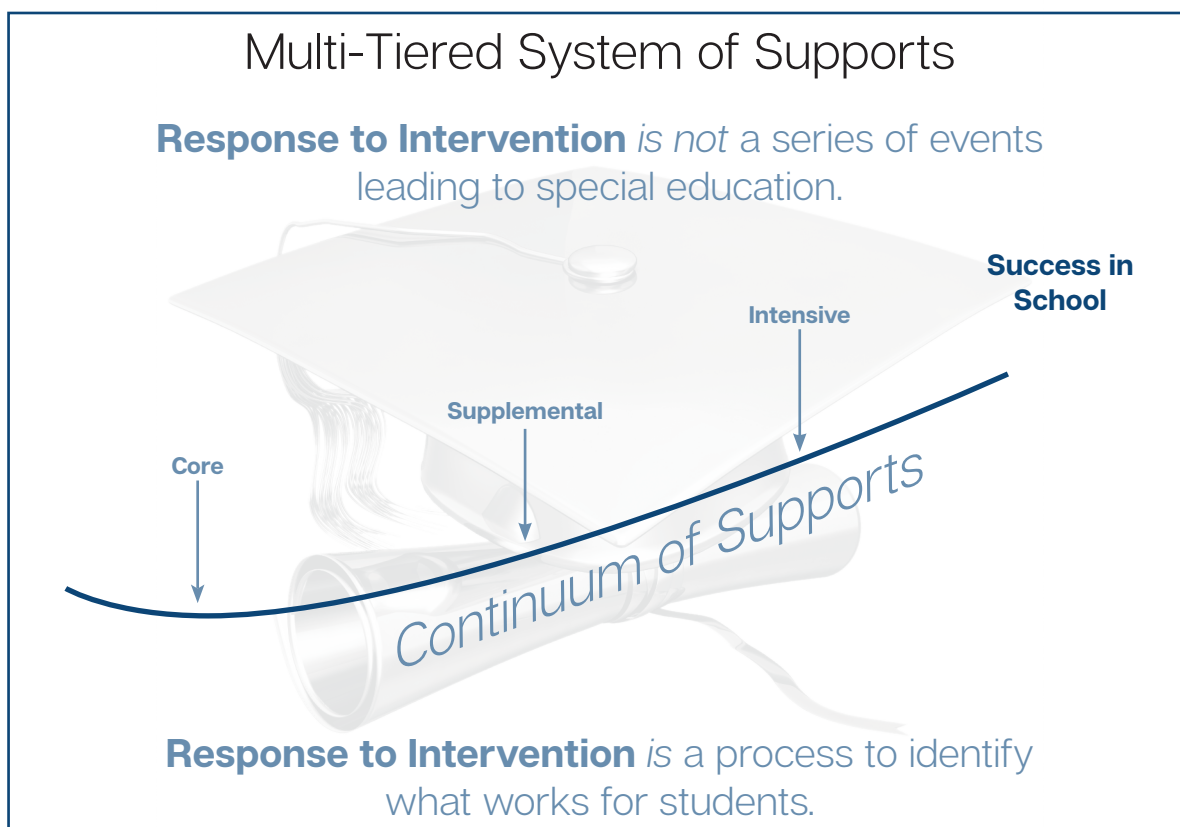 Multi-Tiered System of Supports
Response to Intervention is not a series of events
leading to special education.
Success in
School
Intensive
Supplemental
Core
Continuum of Supports
Response to Intervention is a process to identify
what works for students.